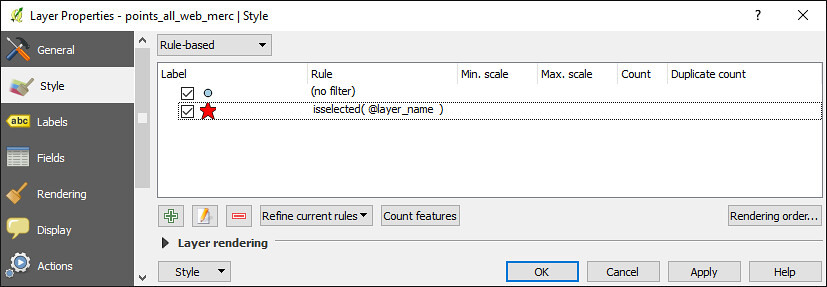 Layer Properties - points_all_web_merc | Style
General
Style
abc Labels
Fields
Rendering
Display
Actions
Rule-based
Label Rule Min. scale Max. scale Count Duplicate count
(no filter)
isselected( @layer_name )
Refine current rules Count features Rendering order...
Layer rendering
Style OK Cancel Apply Help